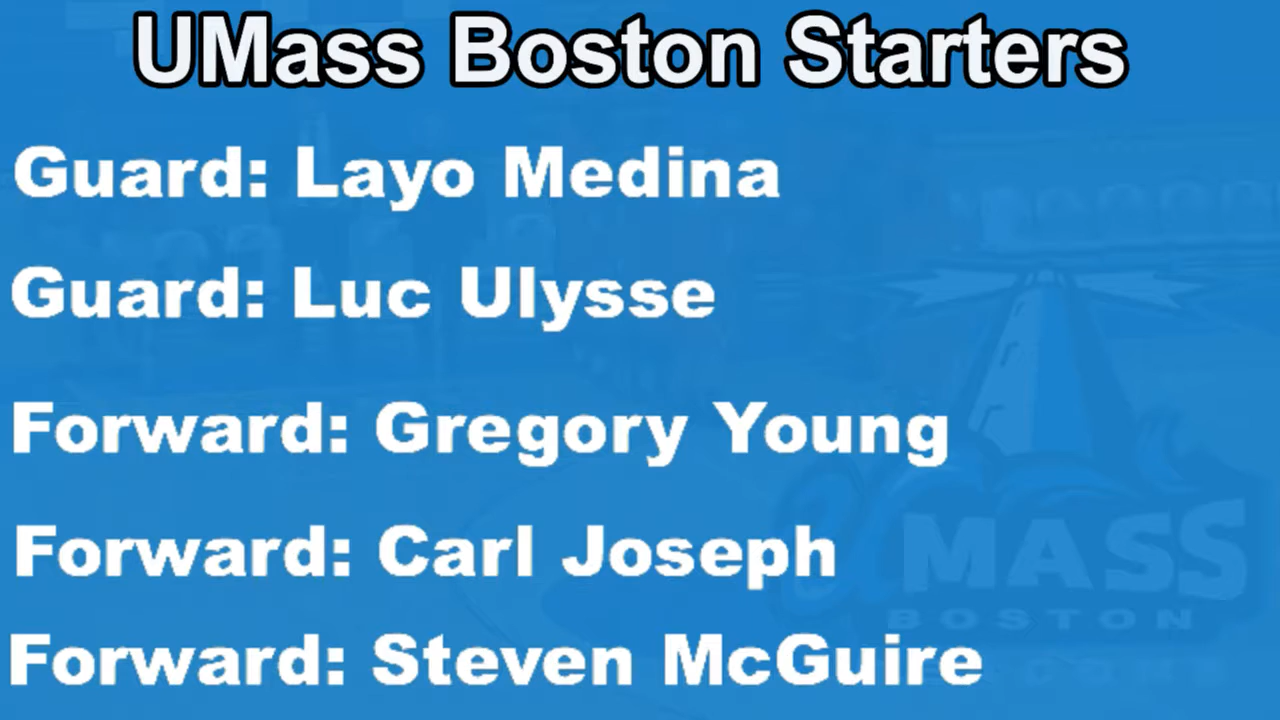 UMass Boston Starters
Guard: Layo Medina
Guard: Luc Ulysse
Forward: Gregory Young
Forward: Carl Joseph
Forward: Steven McGuire
MASS
BOSTON